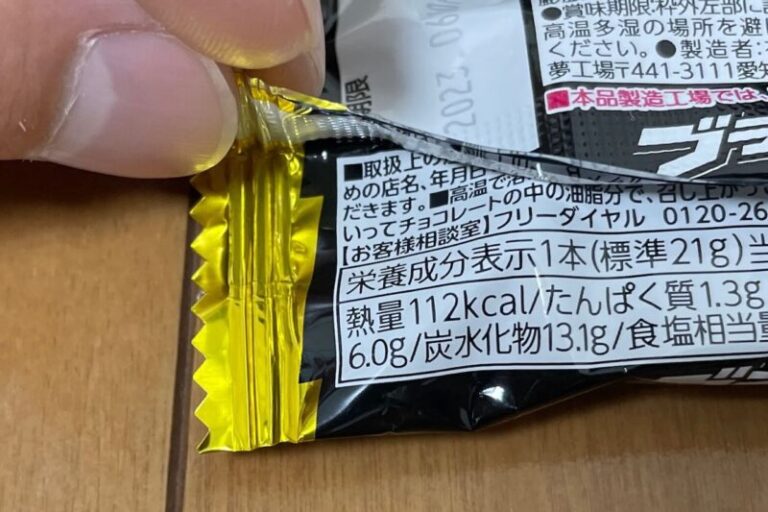 ●賞味期限:枠外左部に
高温多湿の場所を避
ください。●製造者:
夢工場〒441-3111愛知
期限
2023
■本品製造工場では
ブラ
■取扱上の
めの店名、年月日
だきます。■高温で
いってチョコレートの中の油脂分で、召し上が
【お客様相談室】フリーダイヤル 0120-26
栄養成分表示1本(標準21g)当
熱量112kcal/たんぱく質1.3g
6.0g/炭水化物13.1g/食塩相当量